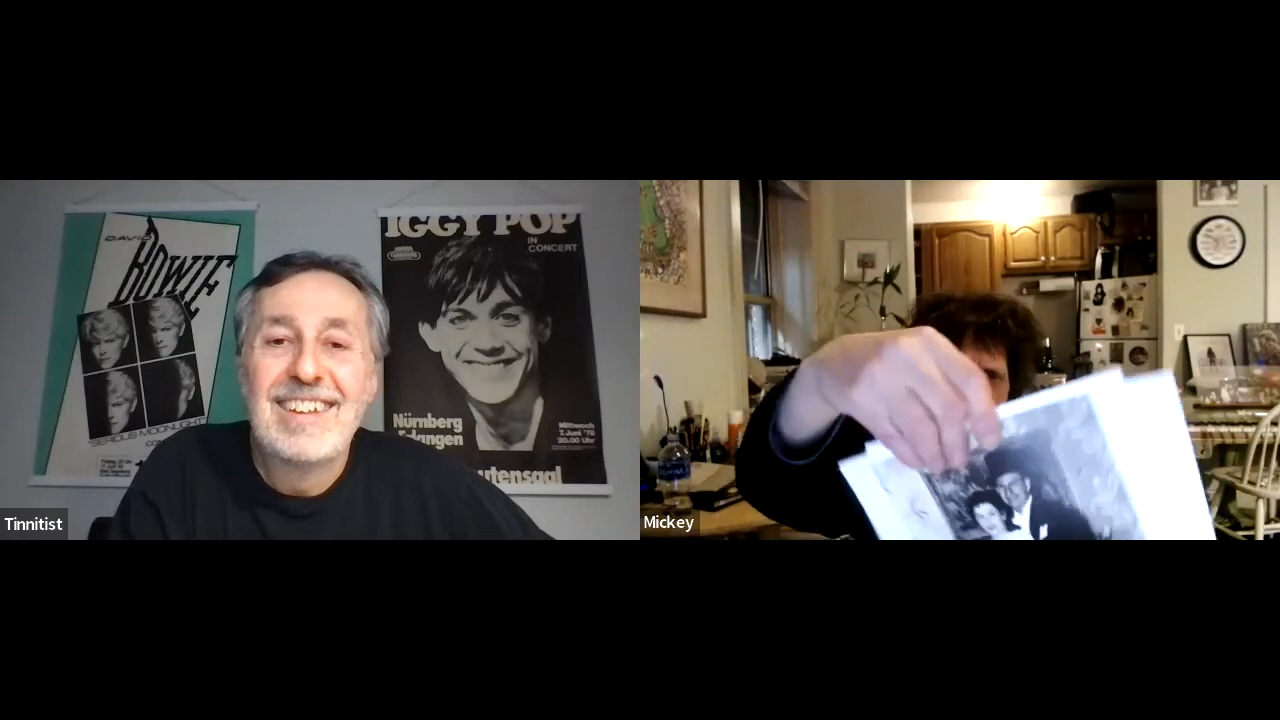 DAVID
BOWIE
SERIOUS MOONLIGHT
IGGY POP
IN
CONCERT
Nürnberg
Erlangen
Mittwoch
7. Juni '78
20.00 Uhr
utensaal
Tinnitist
Mickey